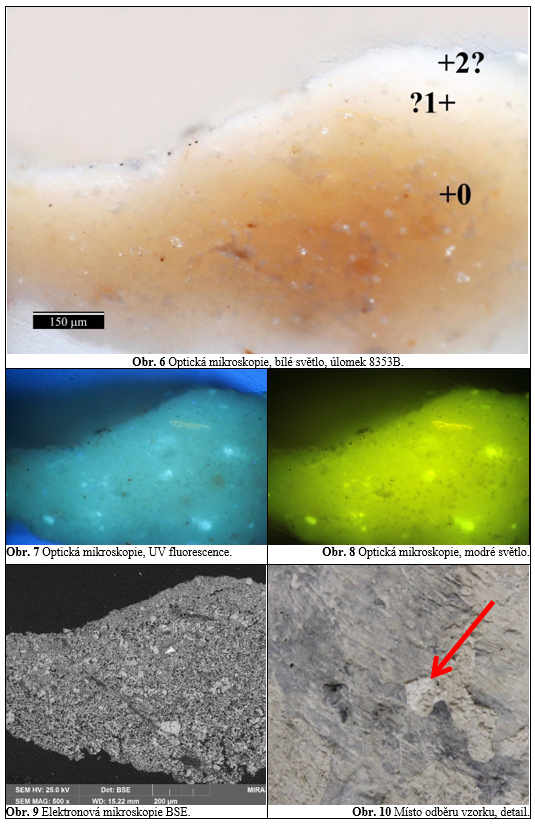 +2?
?1+
+0
150 µm
Obr. 6 Optická mikroskopie, bílé světlo, úlomek 8353B.
Obr. 7 Optická mikroskopie, UV fluorescence.
Obr. 8 Optická mikroskopie, modré světlo.
SEM HV: 25.0 kV Det: BSE MIRA
SEM MAG: 500 x WD: 15.22 mm 200 µm
Obr. 9 Elektronová mikroskopie BSE.
Obr. 10 Místo odběru vzorku, detail.